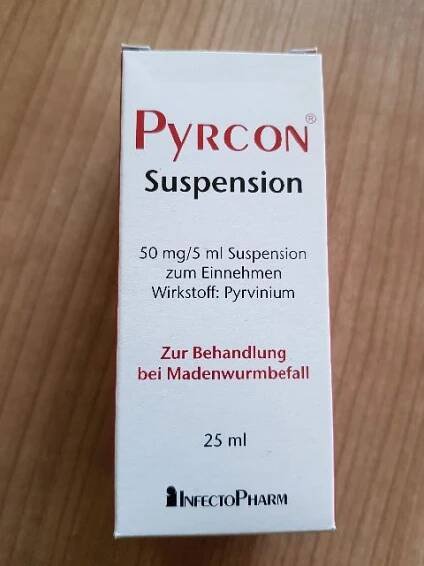 PYRCON®
Suspension
50 mg/5 ml Suspension
zum Einnehmen
Wirkstoff: Pyrvinium
Zur Behandlung
bei Madenwurmbefall
25 ml
INFECTOPHARM